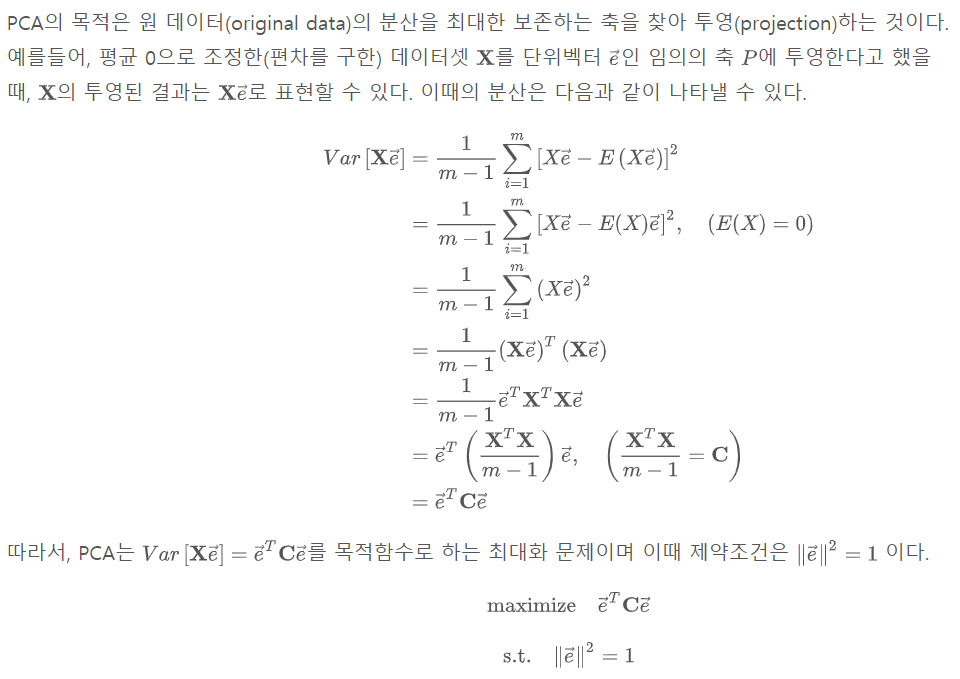 PCA의 목적은 원 데이터(original data)의 분산을 최대한 보존하는 축을 찾아 투영(projection)하는 것이다.
예를들어, 평균 0으로 조정한(편차를 구한) 데이터셋 $\mathbf{X}$를 단위벡터 $\vec{e}$인 임의의 축 $P$에 투영한다고 했을
때, $\mathbf{X}$의 투영된 결과는 $\mathbf{X}\vec{e}$로 표현할 수 있다. 이때의 분산은 다음과 같이 나타낼 수 있다.
$Var\left[\mathbf{X}\vec{e}\right] = \frac{1}{m-1}\sum_{i=1}^{m}\left[X\vec{e} - E\left(X\vec{e}\right)\right]^2$
$= \frac{1}{m-1}\sum_{i=1}^{m}\left[X\vec{e} - E(X)\vec{e}\right]^2, \quad (E(X) = 0)$
$= \frac{1}{m-1}\sum_{i=1}^{m}\left(X\vec{e}\right)^2$
$= \frac{1}{m-1}\left(\mathbf{X}\vec{e}\right)^T\left(\mathbf{X}\vec{e}\right)$
$= \frac{1}{m-1}\vec{e}^T\mathbf{X}^T\mathbf{X}\vec{e}$
$= \vec{e}^T\left(\frac{\mathbf{X}^T\mathbf{X}}{m-1}\right)\vec{e}, \quad \left(\frac{\mathbf{X}^T\mathbf{X}}{m-1} = \mathbf{C}\right)$
$= \vec{e}^T\mathbf{C}\vec{e}$
따라서, PCA는 $Var\left[\mathbf{X}\vec{e}\right] = \vec{e}^T\mathbf{C}\vec{e}$를 목적함수로 하는 최대화 문제이며 이때 제약조건은 $\|\vec{e}\|^2 = 1$ 이다.
$\text{maximize} \quad \vec{e}^T\mathbf{C}\vec{e}$
$\text{s.t.} \quad \|\vec{e}\|^2 = 1$